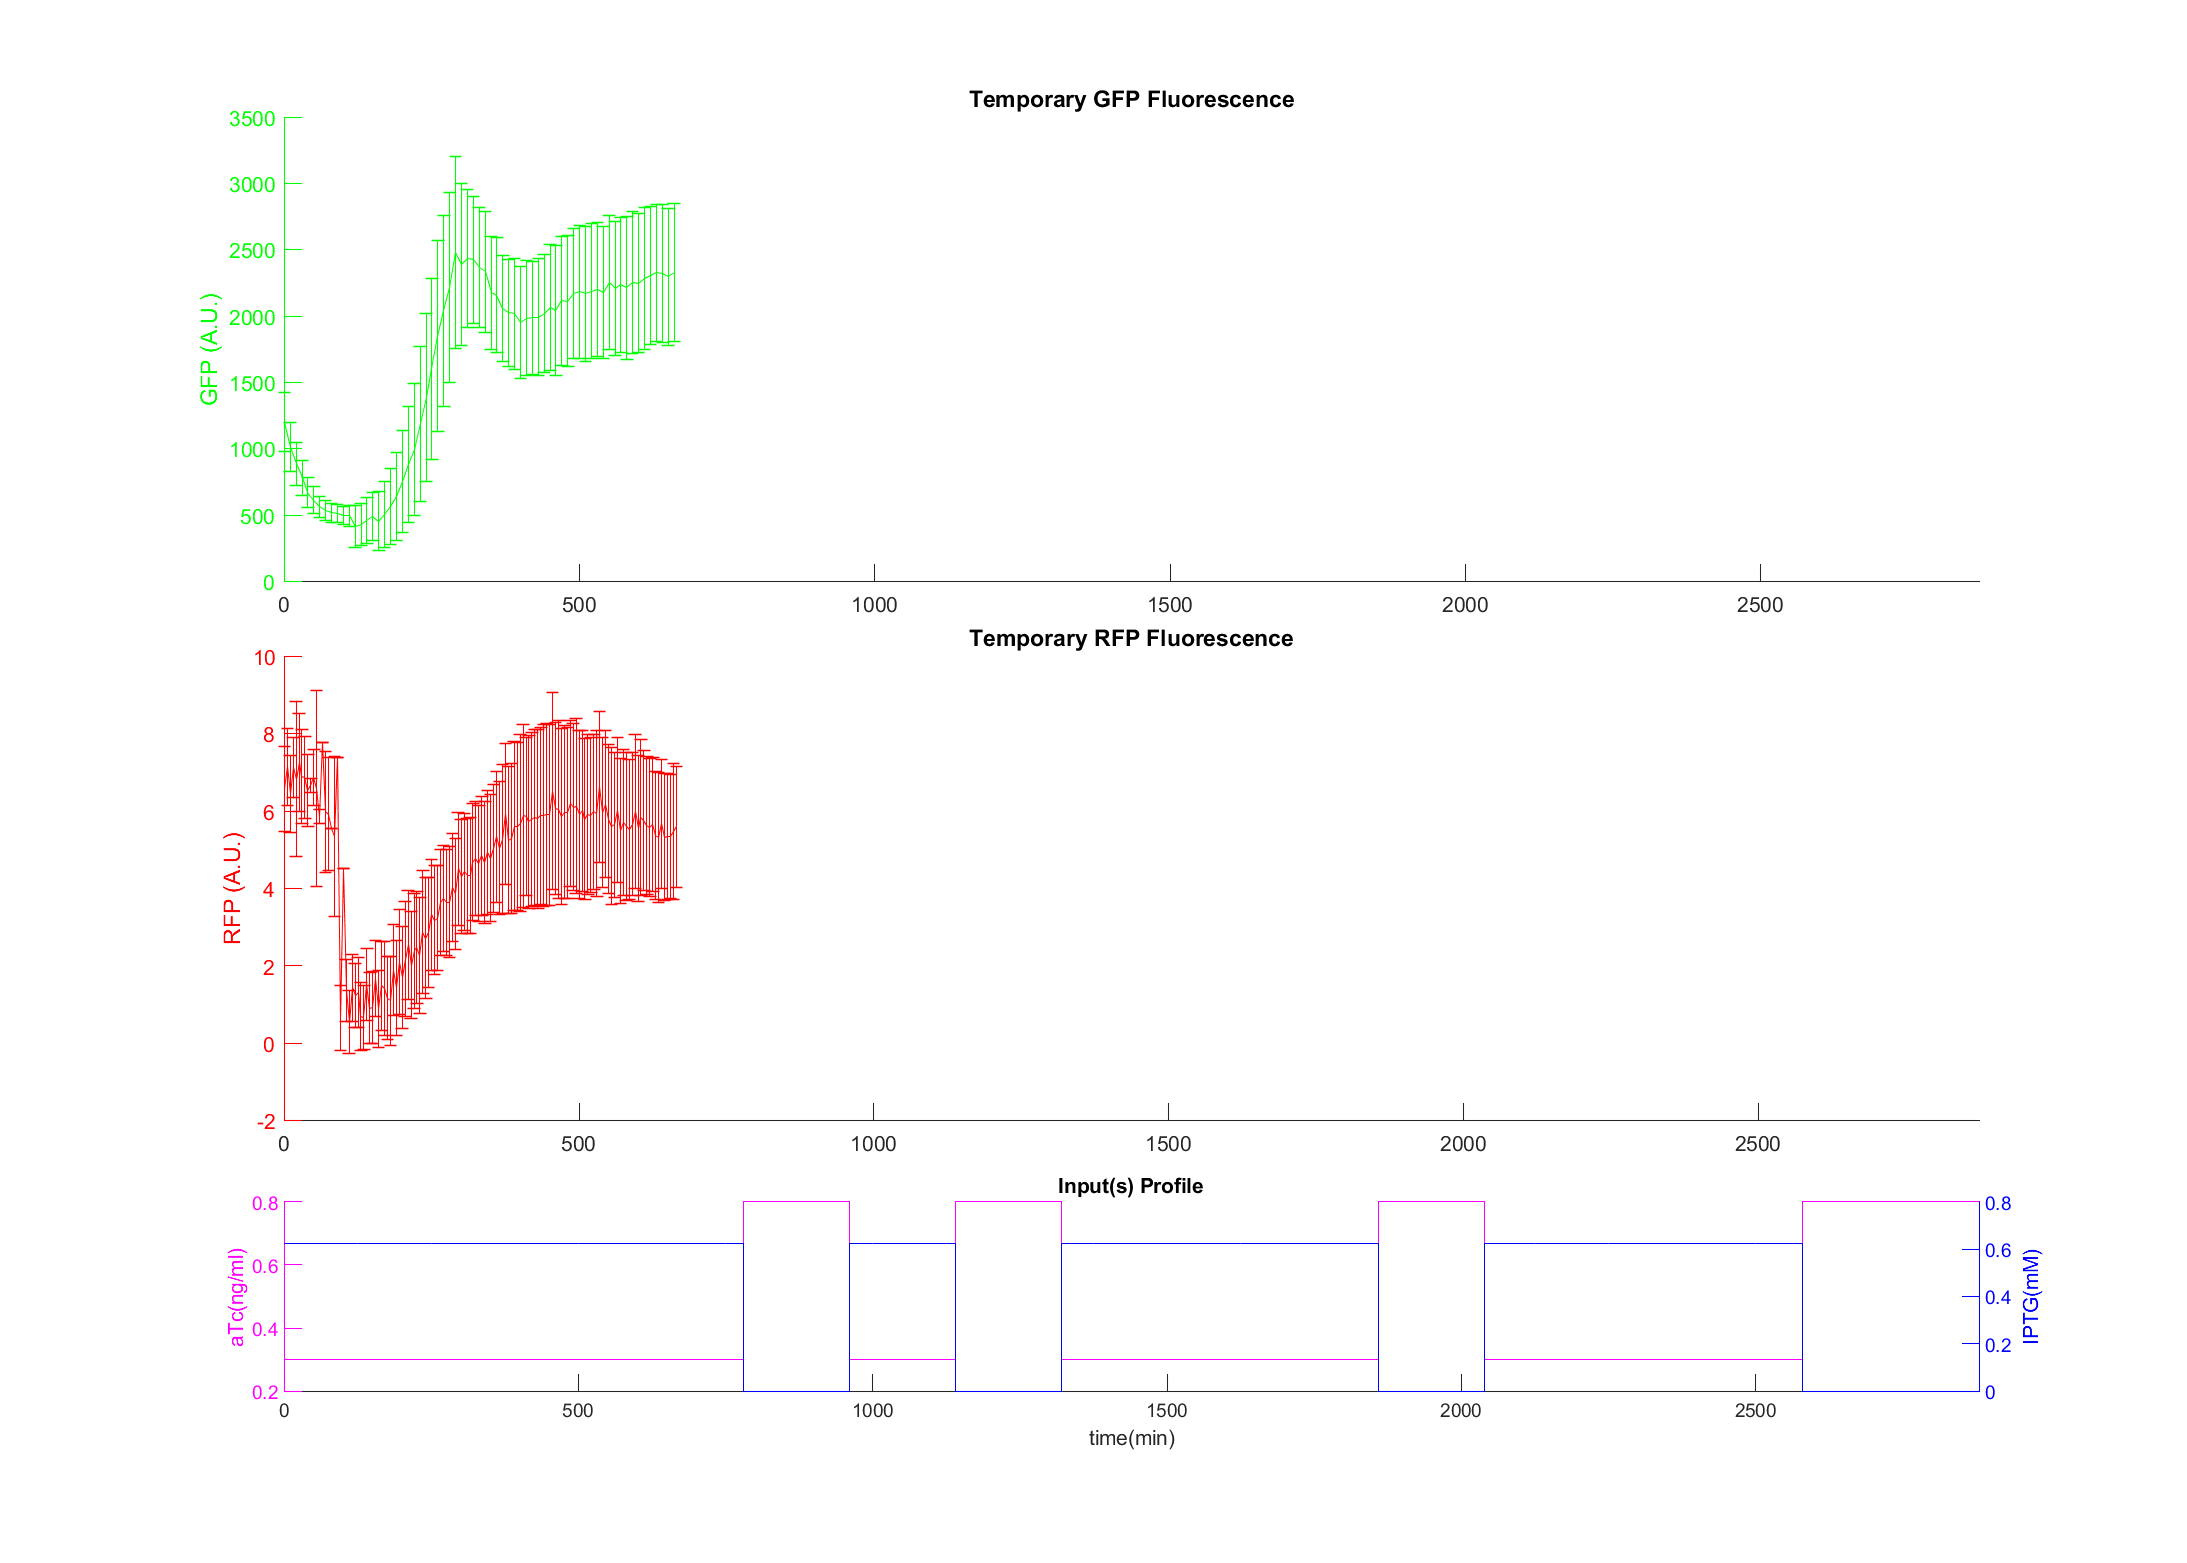 Temporary GFP Fluorescence
3500
3000
2500
2000
1500
1000
500
0
GFP (A.U.)
0 500 1000 1500 2000 2500
Temporary RFP Fluorescence
10
8
6
4
2
0
-2
RFP (A.U.)
0 500 1000 1500 2000 2500
Input(s) Profile
0.8
0.6
0.4
0.2
aTc(ng/ml)
0.8
0.6
0.4
0.2
0
IPTG(mM)
0 500 1000 1500 2000 2500
time(min)